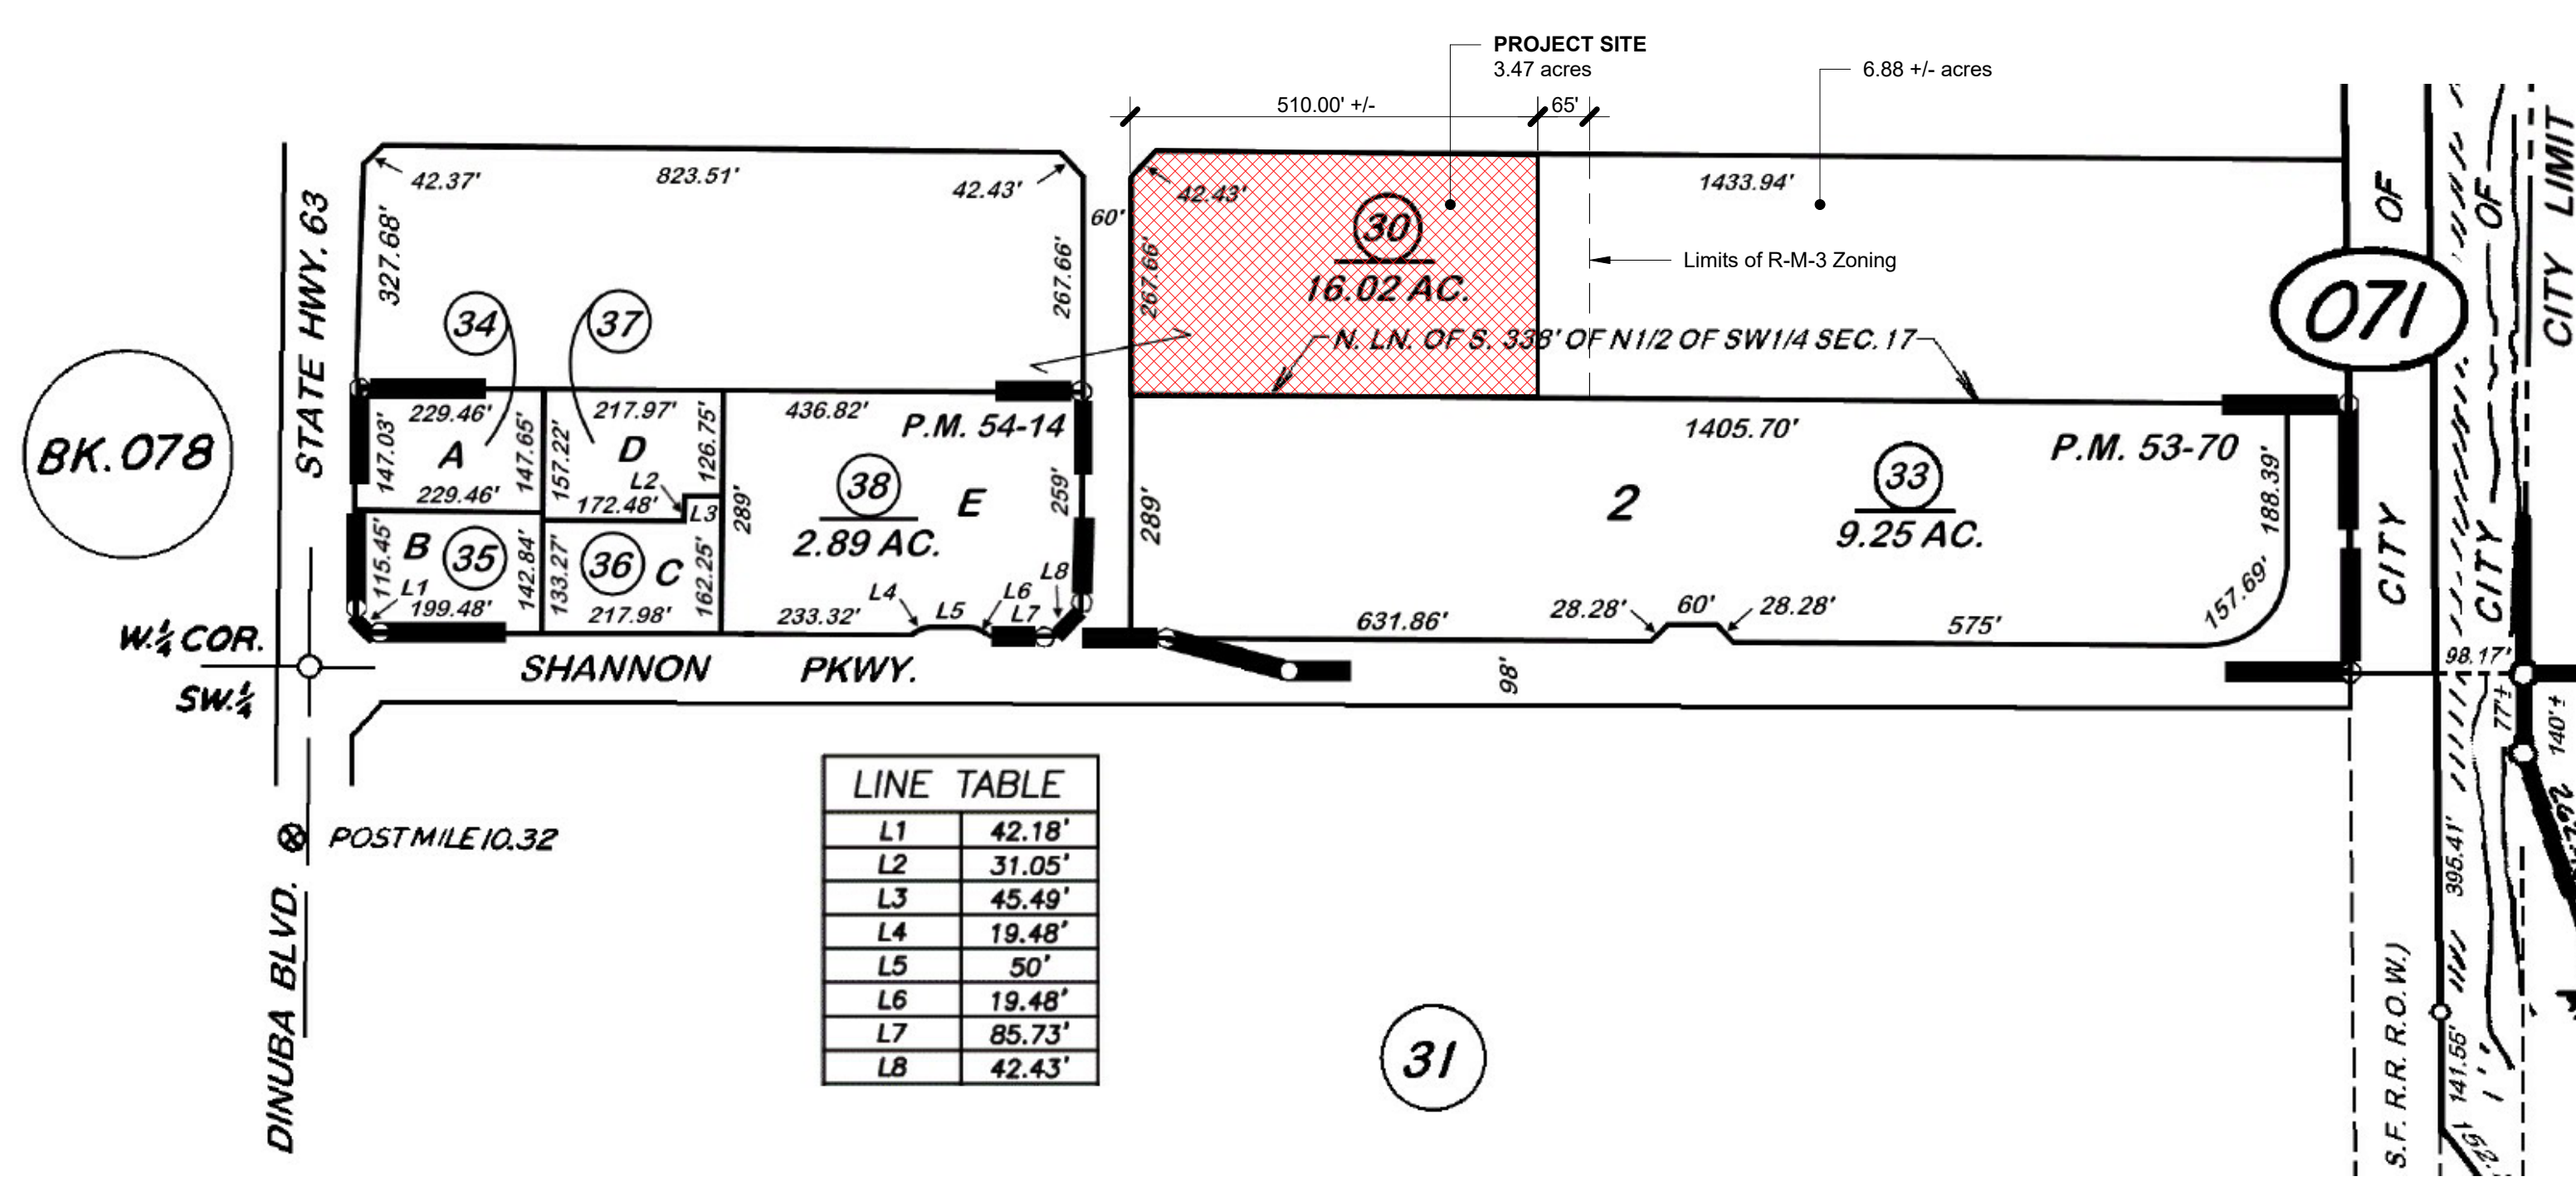 PROJECT SITE
3.47 acres
6.88 +/- acres
510.00' +/-
65'
42.37'
823.51'
42.43'
60'
42.43'
1433.94'
STATE HWY. 63
327.68'
267.66'
267.66'
30
16.02 AC.
Limits of R-M-3 Zoning
OF
OF
CITY LIMIT
071
34
37
N. LN. OF S. 338' OF N1/2 OF SW1/4 SEC. 17
BK.078
229.46'
217.97'
436.82'
P.M. 54-14
1405.70'
P.M. 53-70
147.03'
A
147.65'
157.22'
D
126.75'
L2
229.46'
172.48'
L3
289'
38
2.89 AC.
E
259'
289'
2
33
9.25 AC.
188.39'
CITY
CITY
115.45'
B
35
142.84'
133.27'
36
C
162.25'
L1
199.48'
217.98'
233.32'
L4
L5
L6
L7
L8
631.86'
28.28'
60'
28.28'
575'
157.69'
W.¼ COR.
SW.¼
SHANNON PKWY.
98'
98.17'
77'±
140'±
LINE TABLE
L1 42.18'
L2 31.05'
L3 45.49'
L4 19.48'
L5 50'
L6 19.48'
L7 85.73'
L8 42.43'
POSTMILE 10.32
DINUBA BLVD.
31
395.41'
S.F. R.R. R.O.W.)
141.55'
152.